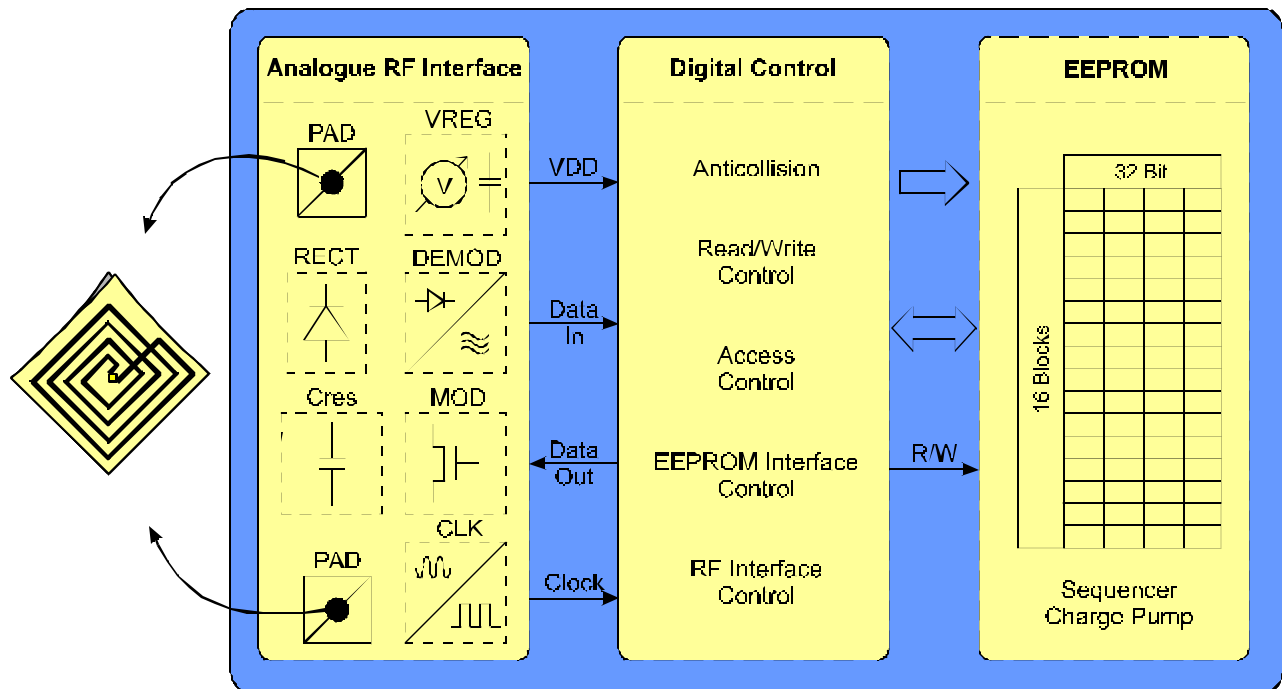 Analogue RF Interface
PAD
VREG
V
RECT
DEMOD
Cres
MOD
CLK
PAD
VDD
Data
In
Data
Out
Clock
Digital Control
Anticollision
Read/Write
Control
Access
Control
EEPROM Interface
Control
RF Interface
Control
R/W
EEPROM
32 Bit
16 Blocks
Sequencer
Charge Pump